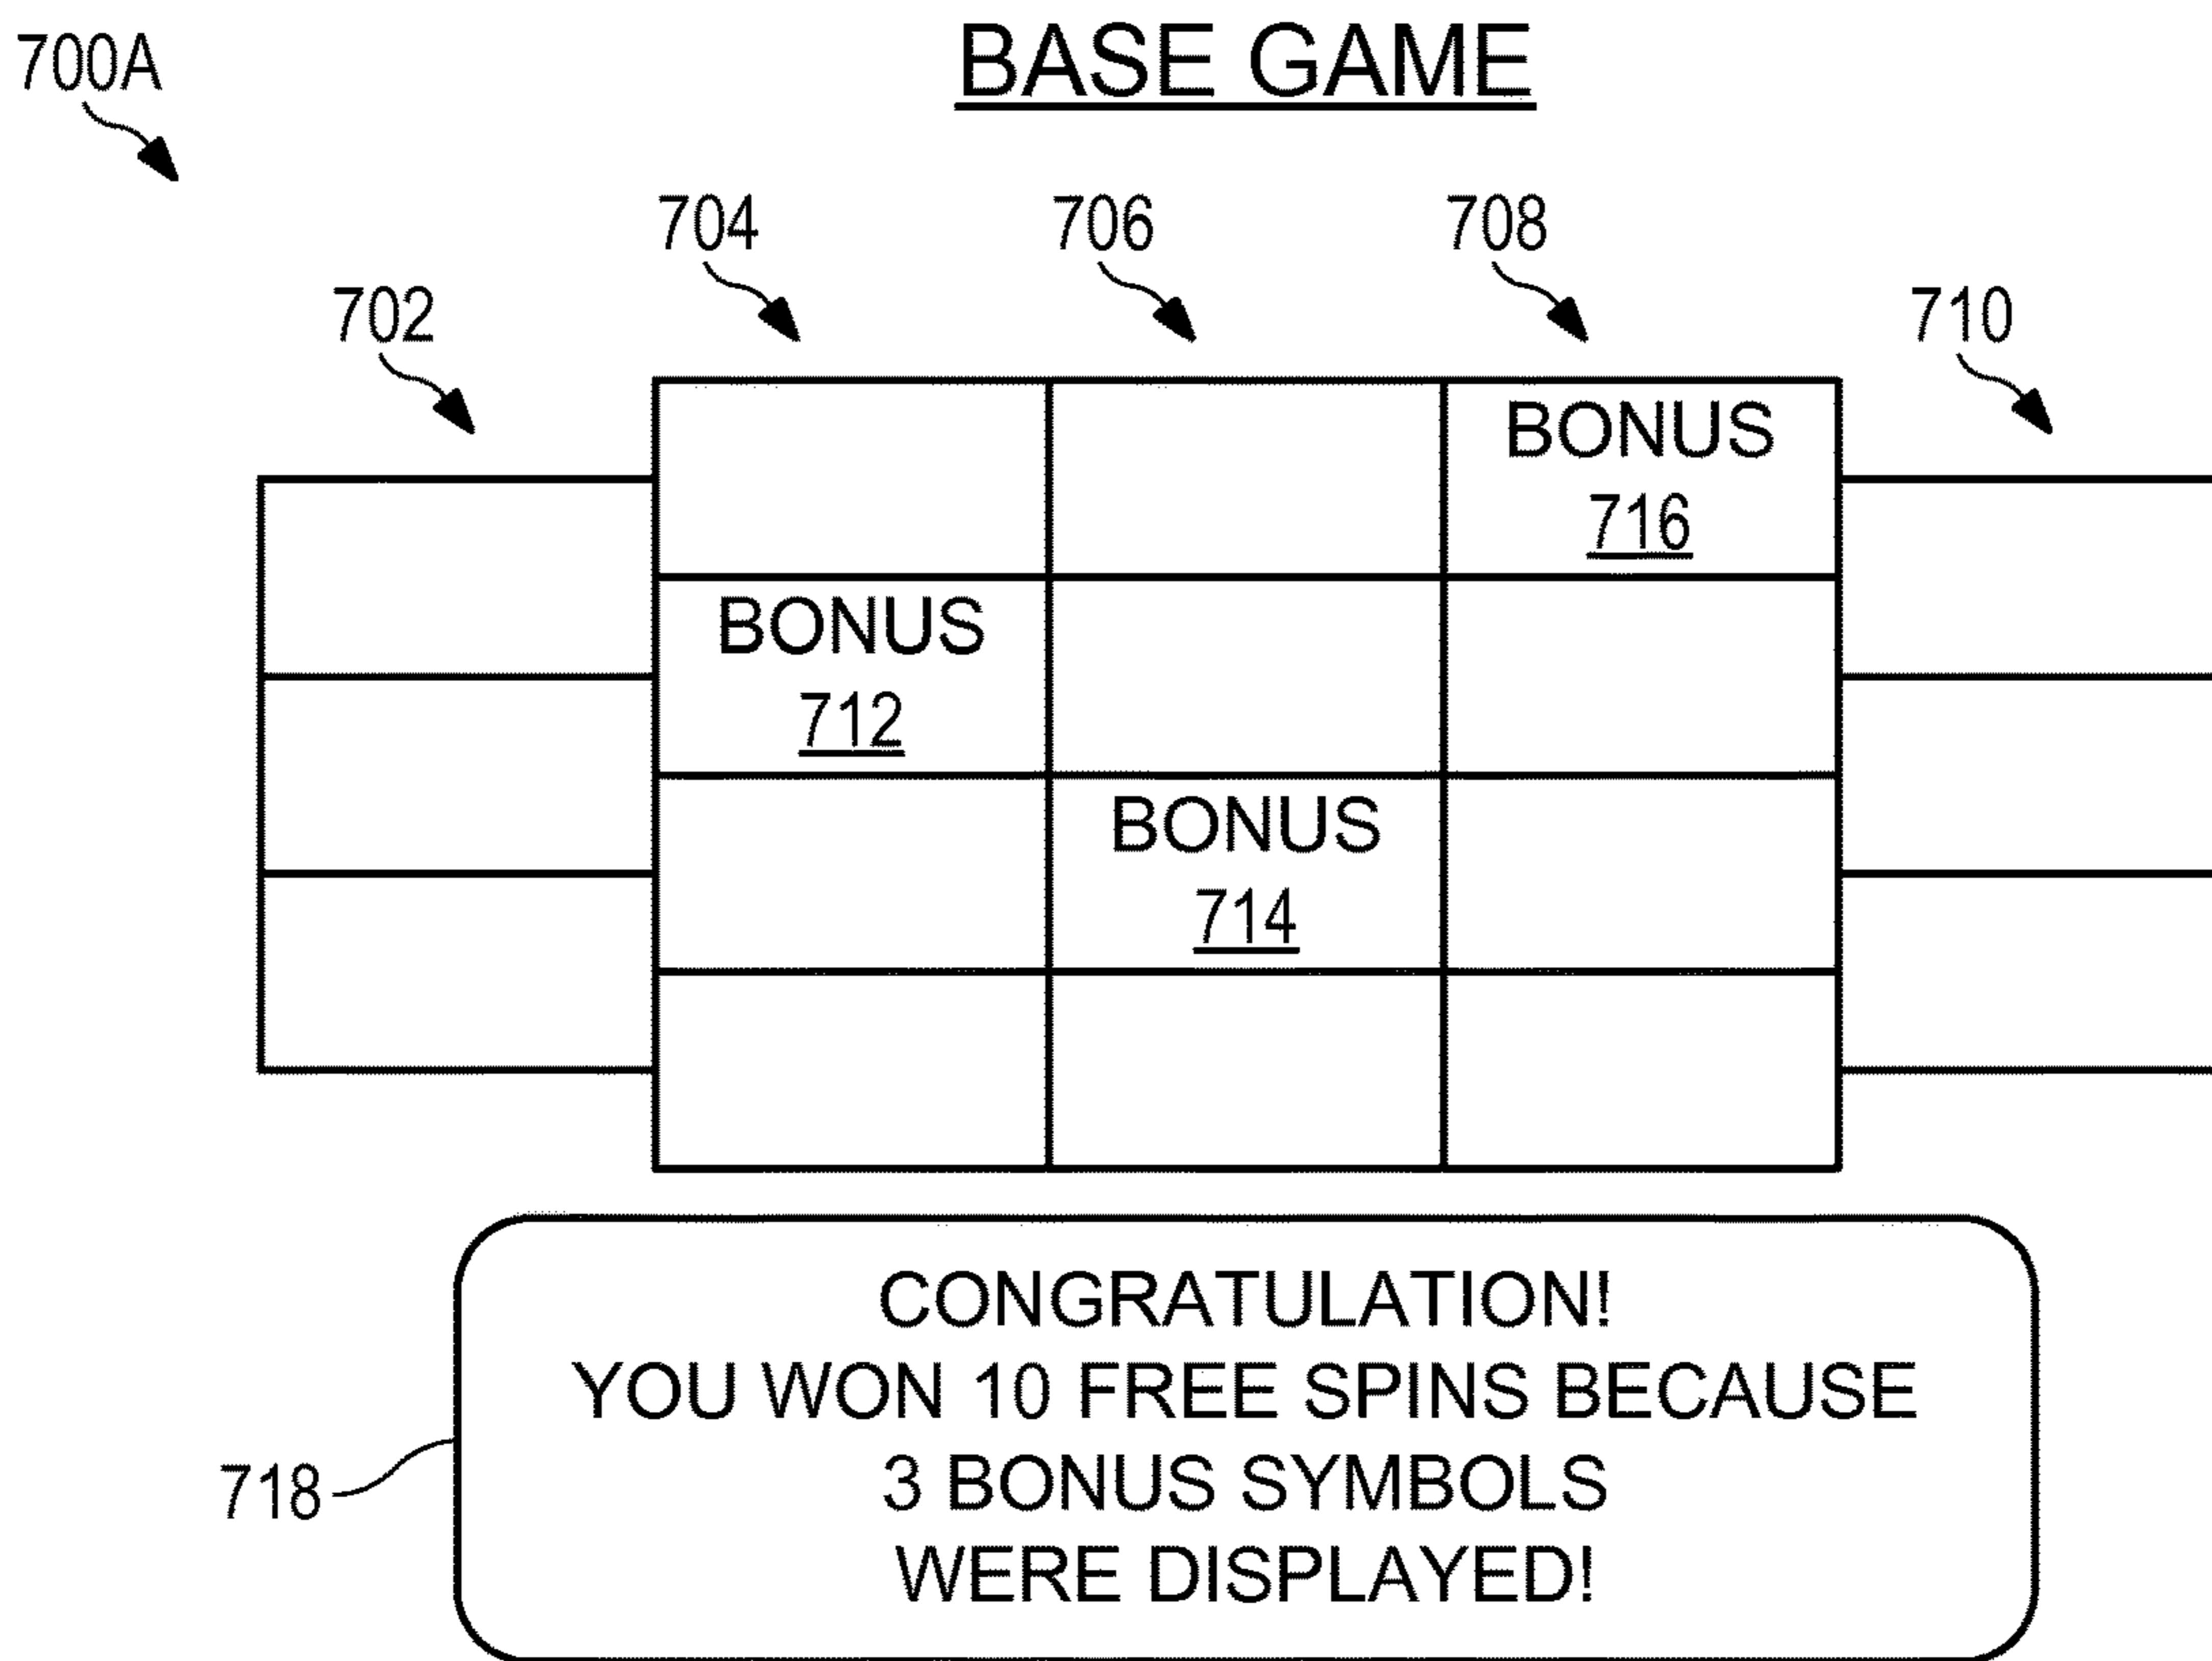 700A
BASE GAME
704 706 708
702 710
BONUS
716
BONUS
712
BONUS
714
CONGRATULATION!
YOU WON 10 FREE SPINS BECAUSE
3 BONUS SYMBOLS
WERE DISPLAYED!
718